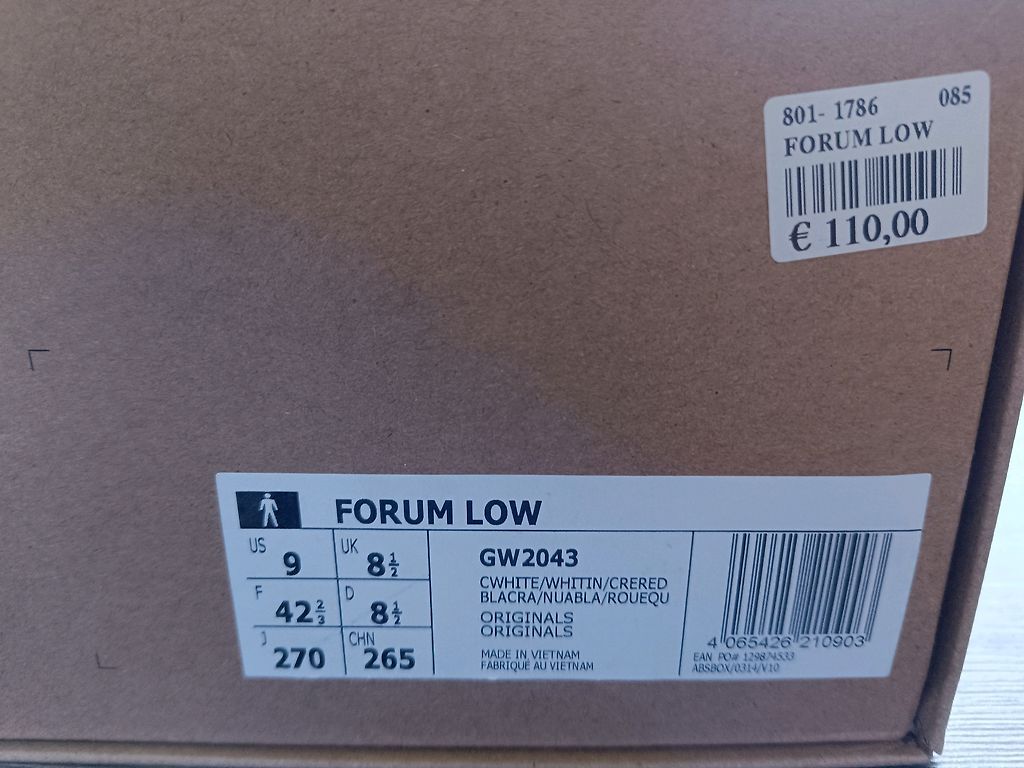 801- 1786 085
FORUM LOW
€ 110,00
FORUM LOW
US 9 UK 8½
F 42⅔ D 8½
J 270 CHN 265
GW2043
CWHITE/WHITIN/CRERED
BLACRA/NUABLA/ROUEQU
ORIGINALS
ORIGINALS
MADE IN VIETNAM
FABRIQUÉ AU VIETNAM
4 065426 210903
EAN PO# 129874533
ABSBOX/0314/V10